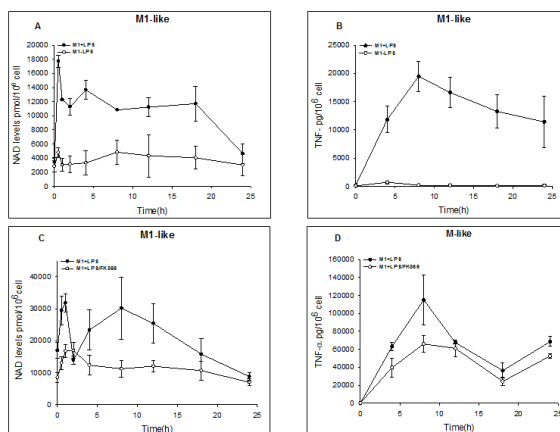 A
M1-like
M1+LPS
M1-LPS
NAD levels pmol/10⁶ cell
20000
18000
16000
14000
12000
10000
8000
6000
4000
2000
0
0 5 10 15 20 25
Time(h)
B
M1-like
M1+LPS
M1-LPS
TNF- pg/10⁶ cell
25000
20000
15000
10000
5000
0
0 5 10 15 20 25
Time(h)
C
M1-like
M1+LPS
M1+LPS/FK866
NAD levels pmol/10⁶ cell
40000
30000
20000
10000
0
0 5 10 15 20 25
Time(h)
D
M-like
M1+LPS
M1+LPS/FK866
TNF-α, pg/10⁶ cell
160000
140000
120000
100000
80000
60000
40000
20000
0
0 5 10 15 20 25
Time(h)